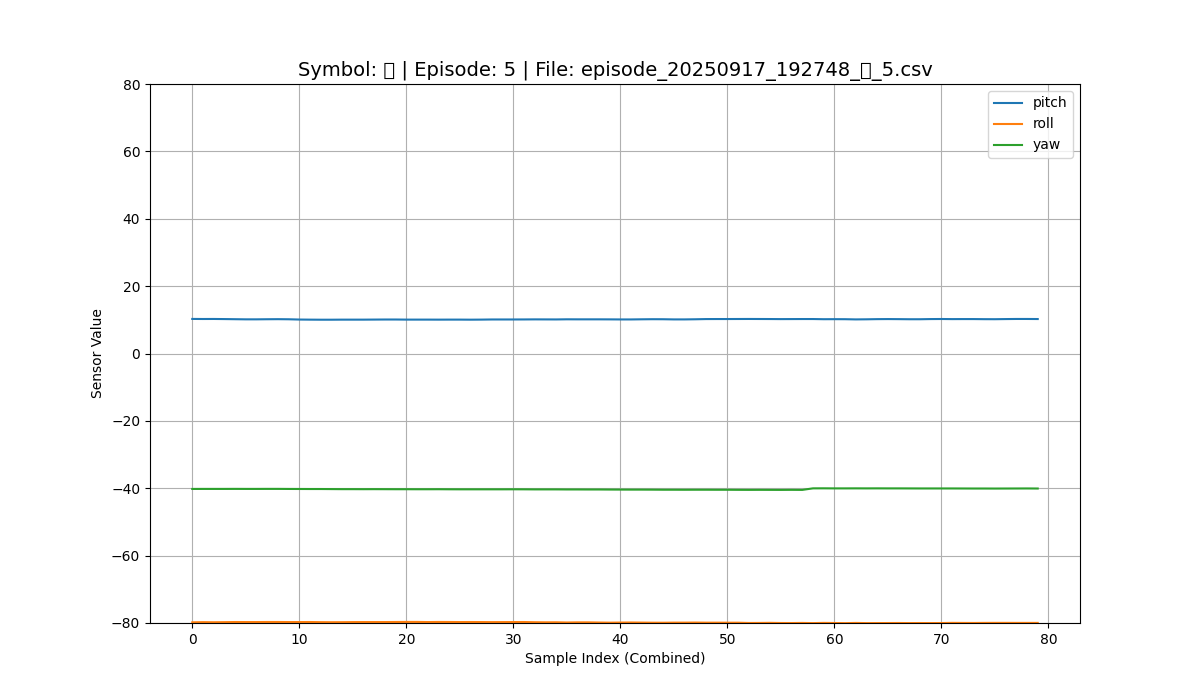 Symbol: | Episode: 5 | File: episode_20250917_192748_ _5.csv
80
60
40
20
0
−20
−40
−60
−80
Sensor Value
0 10 20 30 40 50 60 70 80
Sample Index (Combined)
pitch
roll
yaw